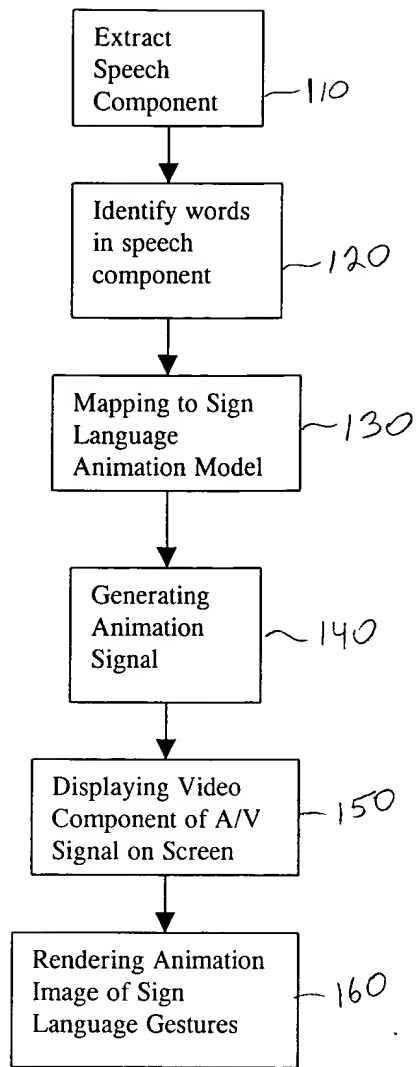 Extract
Speech
Component
110
Identify words
in speech
component
120
Mapping to Sign
Language
Animation Model
130
Generating
Animation
Signal
140
Displaying Video
Component of A/V
Signal on Screen
150
Rendering Animation
Image of Sign
Language Gestures
160